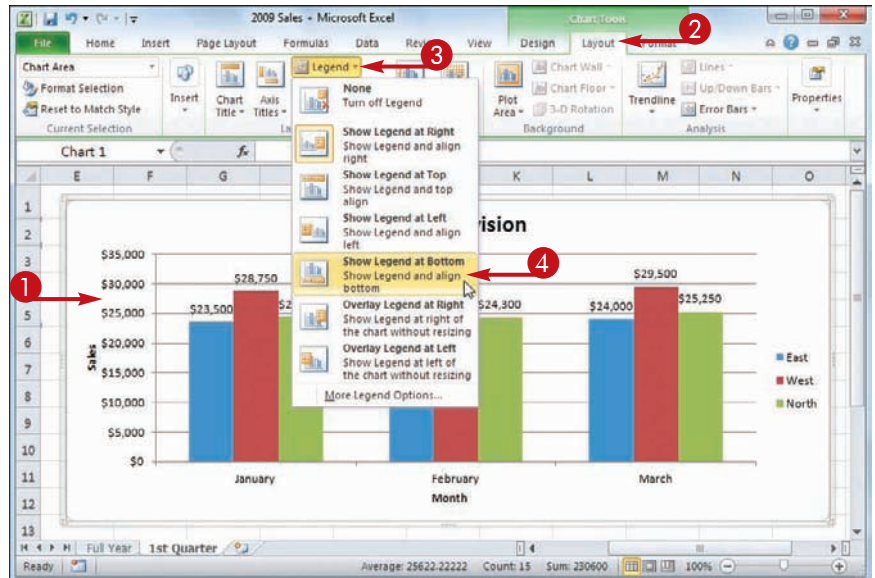 2009 Sales - Microsoft Excel
Chart Tools
File Home Insert Page Layout Formulas Data View Design Layout Format
2
3
Chart Area
Format Selection
Reset to Match Style
Current Selection
Insert
Chart Title
Axis Titles
Legend
Plot Area
Chart Wall
Chart Floor
3-D Rotation
Background
Trendline
Lines
Up/Down Bars
Error Bars
Analysis
Properties
None
Turn off Legend
Show Legend at Right
Show Legend and align
right
Show Legend at Top
Show Legend and top
align
Show Legend at Left
Show Legend and align
left
Show Legend at Bottom
Show Legend and align
bottom
Overlay Legend at Right
Show Legend at right of
the chart without resizing
Overlay Legend at Left
Show Legend at left of
the chart without resizing
More Legend Options...
4
Chart 1
fx
E F G K L M N O
1
2
3
5
6
7
8
9
10
11
12
13
1
$35,000
$30,000
$25,000
$20,000
$15,000
$10,000
$5,000
$0
Sales
$23,500
$28,750
$24,300
$24,000
$29,500
$25,250
East
West
North
January February March
Month
Full Year 1st Quarter
Ready
Average: 25622.22222 Count: 15 Sum: 230600 100%